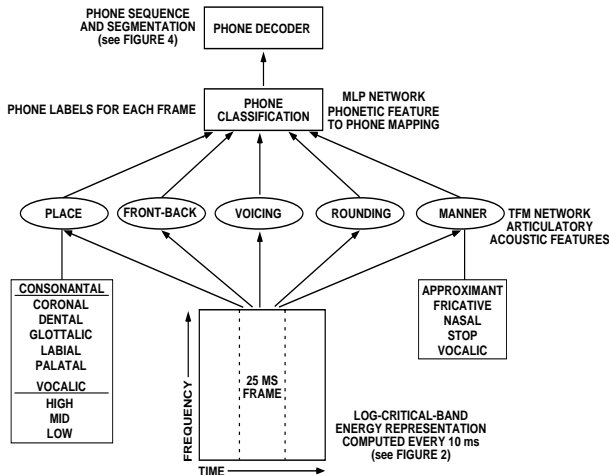 PHONE SEQUENCE
AND SEGMENTATION
(see FIGURE 4)
PHONE DECODER
PHONE LABELS FOR EACH FRAME
PHONE
CLASSIFICATION
MLP NETWORK
PHONETIC FEATURE
TO PHONE MAPPING
PLACE
FRONT-BACK
VOICING
ROUNDING
MANNER
TFM NETWORK
ARTICULATORY
ACOUSTIC FEATURES
CONSONANTAL
CORONAL
DENTAL
GLOTTALIC
LABIAL
PALATAL
VOCALIC
HIGH
MID
LOW
APPROXIMANT
FRICATIVE
NASAL
STOP
VOCALIC
FREQUENCY
25 MS
FRAME
LOG-CRITICAL-BAND
ENERGY REPRESENTATION
COMPUTED EVERY 10 ms
(see FIGURE 2)
TIME